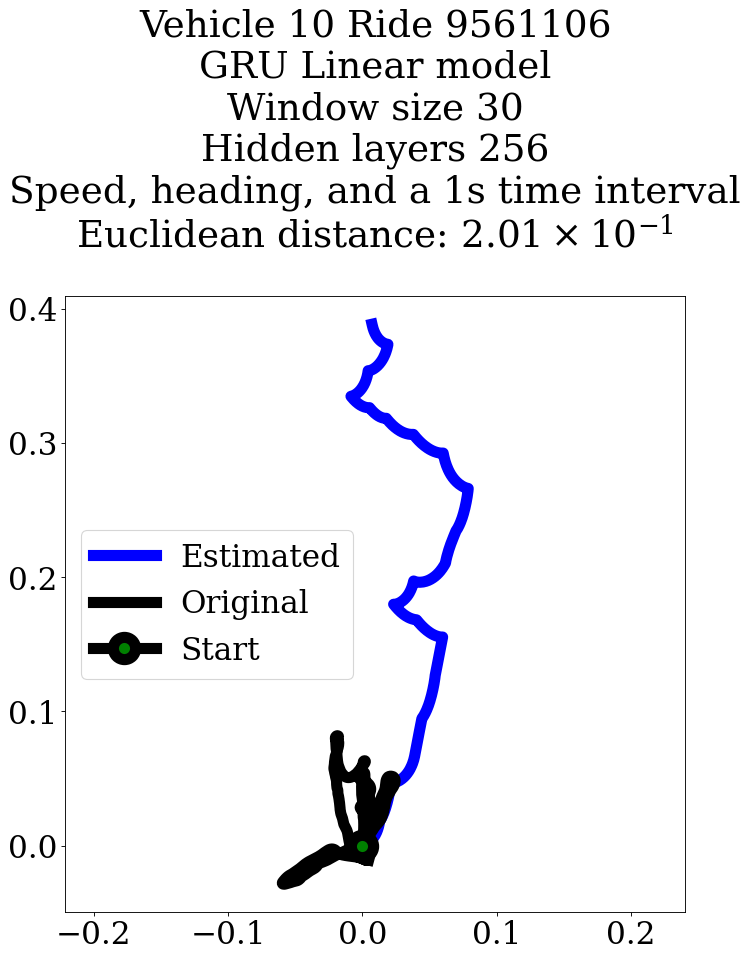 Vehicle 10 Ride 9561106
GRU Linear model
Window size 30
Hidden layers 256
Speed, heading, and a 1s time interval
Euclidean distance: 2.01 × 10⁻¹
0.4
0.3
0.2
0.1
0.0
Estimated
Original
Start
−0.2 −0.1 0.0 0.1 0.2